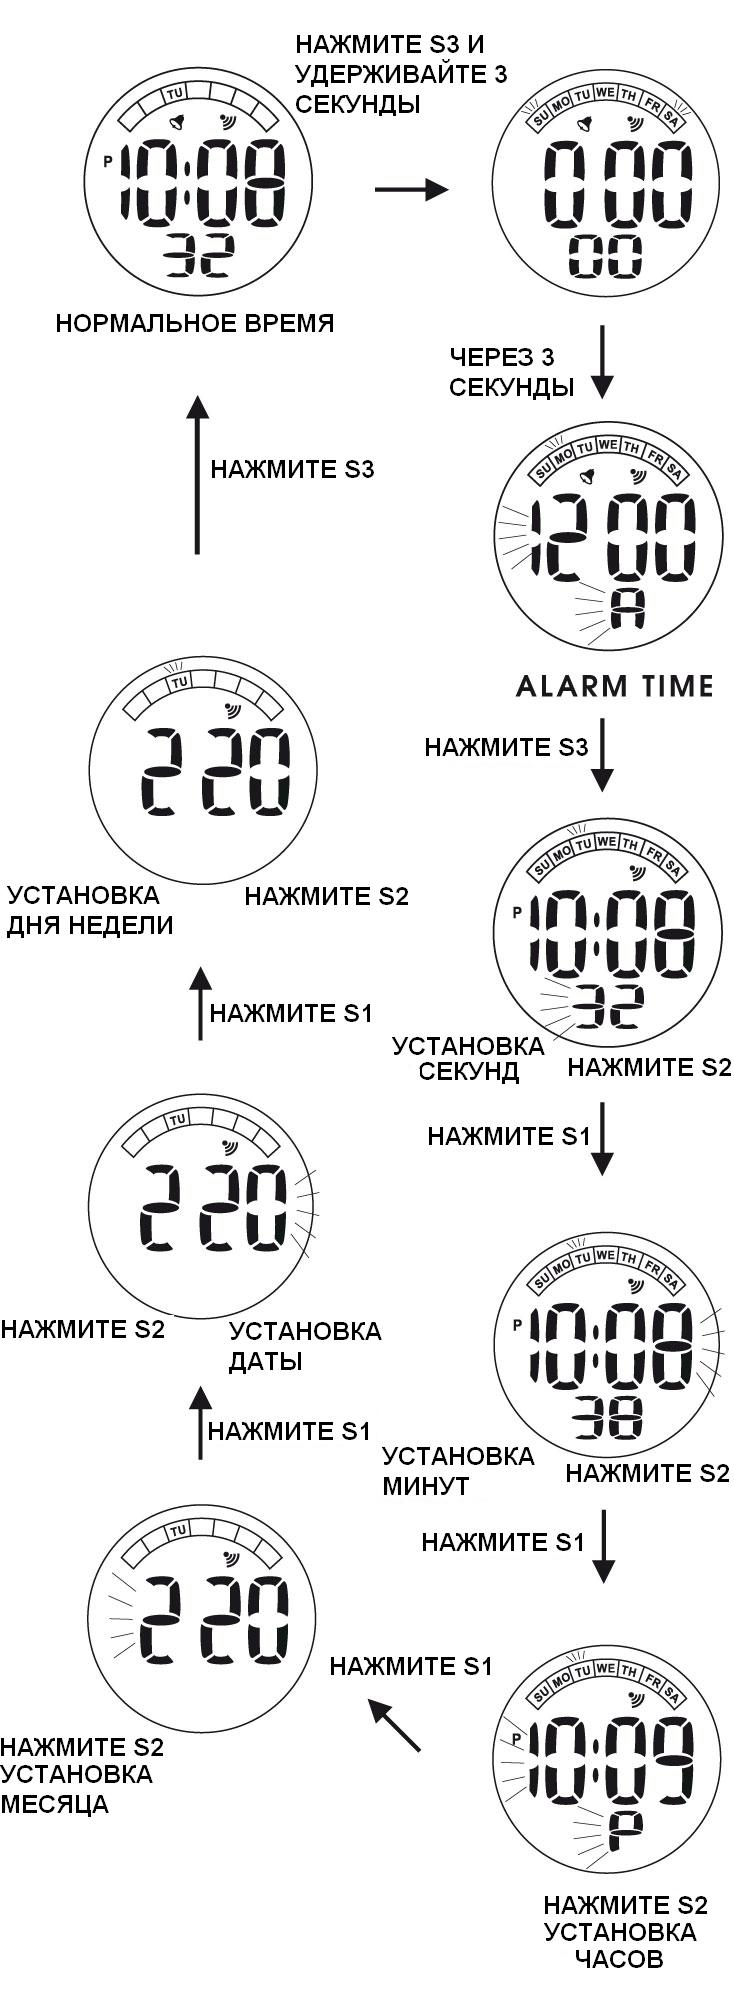 НАЖМИТЕ S3 И
УДЕРЖИВАЙТЕ 3
СЕКУНДЫ
TU
P
10:08
32
НОРМАЛЬНОЕ ВРЕМЯ
SU MO TU WE TH FR SA
0 00
00
ЧЕРЕЗ 3
СЕКУНДЫ
SU MO TU WE TH FR SA
12 00
A
ALARM TIME
НАЖМИТЕ S3
SU MO TU WE TH FR SA
P
10:08
32
УСТАНОВКА
СЕКУНД
НАЖМИТЕ S2
НАЖМИТЕ S1
SU MO TU WE TH FR SA
P
10:08
38
УСТАНОВКА
МИНУТ
НАЖМИТЕ S2
НАЖМИТЕ S1
SU MO TU WE TH FR SA
P
10:09
P
НАЖМИТЕ S2
УСТАНОВКА
ЧАСОВ
НАЖМИТЕ S1
TU
2 20
НАЖМИТЕ S2
УСТАНОВКА
МЕСЯЦА
НАЖМИТЕ S1
TU
2 20
НАЖМИТЕ S2
УСТАНОВКА
ДАТЫ
НАЖМИТЕ S1
TU
2 20
УСТАНОВКА
ДНЯ НЕДЕЛИ
НАЖМИТЕ S2
НАЖМИТЕ S3